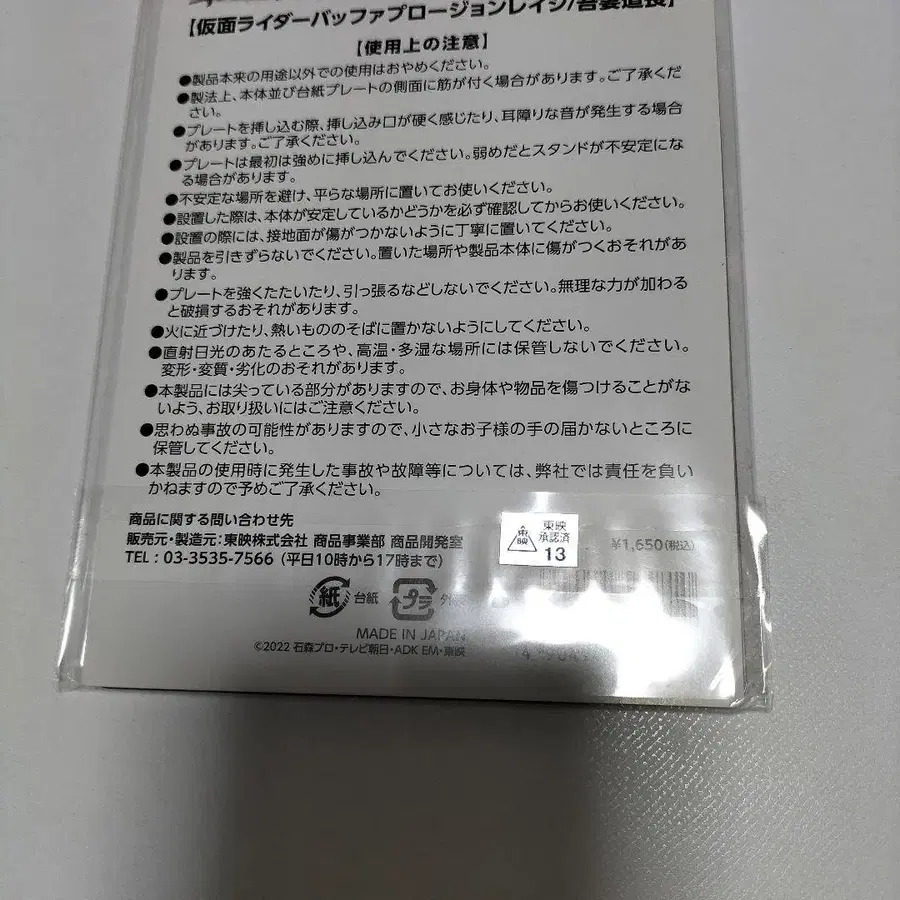 【仮面ライダーバッファプロージョンレイジ/吾妻道長】
【使用上の注意】
●製品本来の用途以外での使用はおやめください。
●製法上、本体並び台紙プレートの側面に筋が付く場合があります。ご了承くだ
さい。
●プレートを挿し込む際、挿し込み口が硬く感じたり、耳障りな音が発生する場合
があります。ご了承ください。
●プレートは最初は強めに挿し込んでください。弱めだとスタンドが不安定にな
る場合があります。
●不安定な場所を避け、平らな場所に置いてお使いください。
●設置した際は、本体が安定しているかどうかを必ず確認してからお使いください。
●設置の際には、接地面が傷がつかないように丁寧に置いてください。
●製品を引きずらないでください。置いた場所や製品本体に傷がつくおそれがあ
ります。
●プレートを強くたたいたり、引っ張るなどしないでください。無理な力が加わる
と破損するおそれがあります。
●火に近づけたり、熱いもののそばに置かないようにしてください。
●直射日光のあたるところや、高温・多湿な場所には保管しないでください。
変形・変質・劣化のおそれがあります。
●本製品には尖っている部分がありますので、お身体や物品を傷つけることがな
いよう、お取り扱いにはご注意ください。
●思わぬ事故の可能性がありますので、小さなお子様の手の届かないところに
保管してください。
●本製品の使用時に発生した事故や故障等については、弊社では責任を負い
かねますので予めご了承ください。
商品に関する問い合わせ先
販売元・製造元：東映株式会社 商品事業部 商品開発室
TEL：03-3535-7566（平日10時から17時まで）
東映
東映
承認済
13
¥1,650(税込)
紙 台紙 プラ 外
MADE IN JAPAN
©2022 石森プロ・テレビ朝日・ADK EM・東映